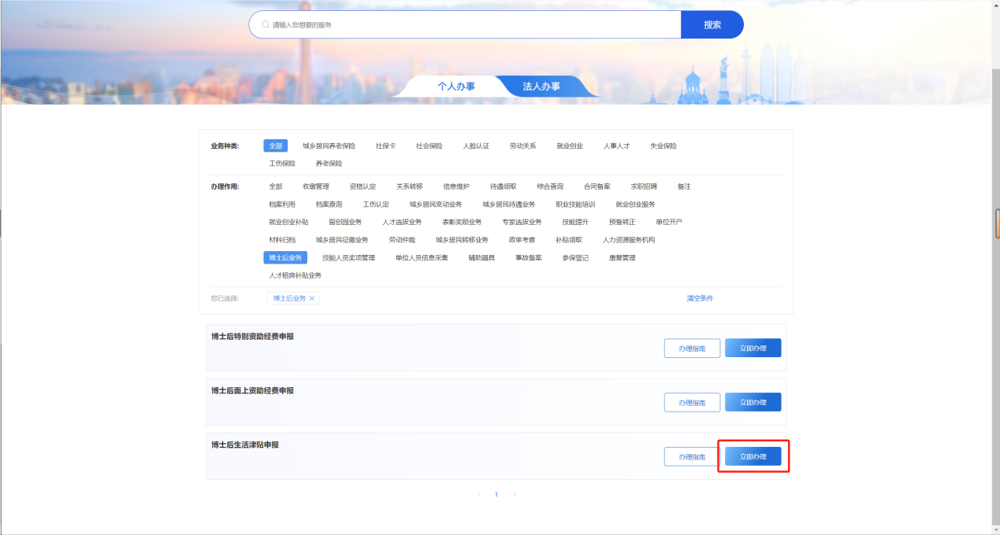 请输入您想要的服务 搜索
个人办事 法人办事
业务种类: 全部 城乡居民养老保险 社保卡 社会保险 人脸认证 劳动关系 就业创业 人事人才 失业保险
工伤保险 养老保险
办理作用: 全部 收缴管理 资格认定 关系转移 信息维护 待遇领取 综合查询 合同备案 求职招聘 备注
档案利用 档案查询 工伤认定 城乡居民变动业务 城乡居民待遇业务 职业技能培训 就业创业服务
就业创业补贴 留创园业务 人才选拔业务 表彰奖励业务 专家选拔业务 技能提升 预备转正 单位开户
材料归档 城乡居民征缴业务 劳动仲裁 城乡居民转移业务 政审考察 补贴领取 人力资源服务机构
博士后业务 技能人员奖项管理 单位人员信息采集 辅助器具 事故备案 参保登记 康复管理
人才租房补贴业务
您已选择: 博士后业务 × 清空条件
博士后特别资助经费申报
办理指南 立即办理
博士后面上资助经费申报
办理指南 立即办理
博士后生活津贴申报
办理指南 立即办理
< 1 >